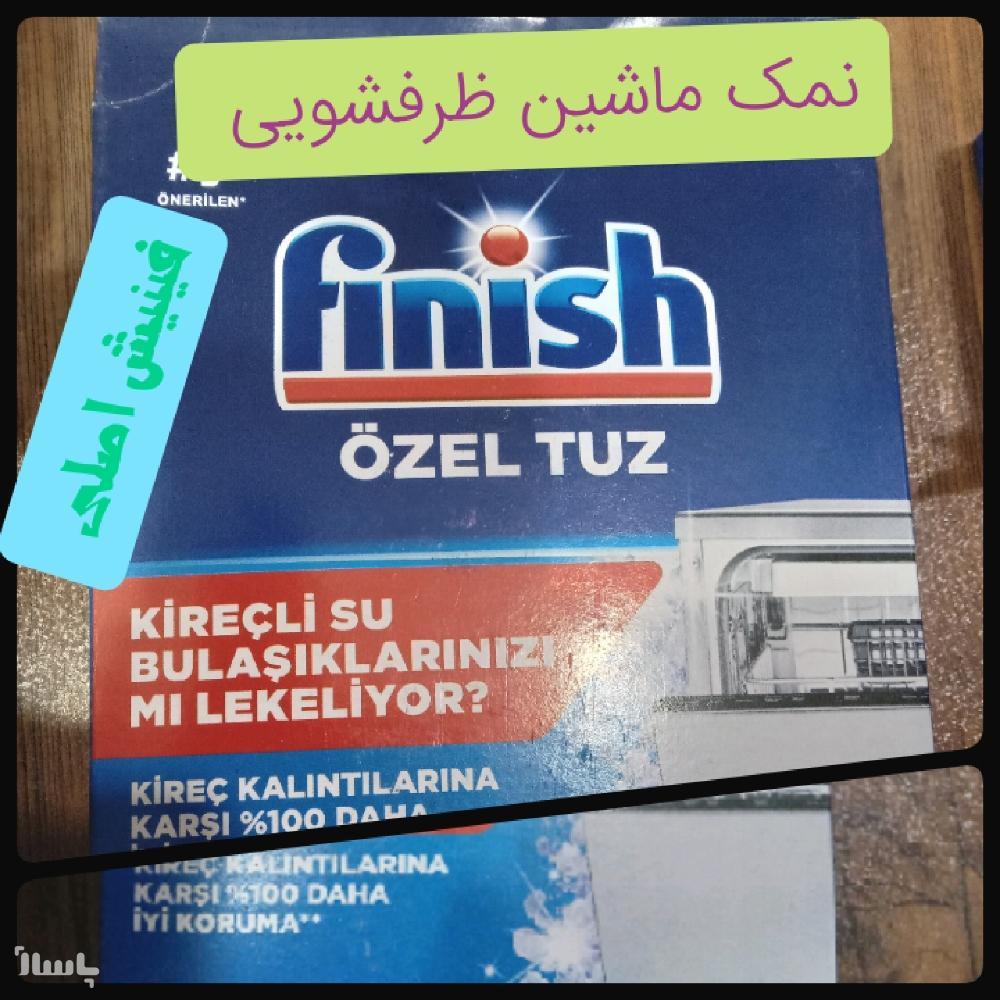 نمک ماشین ظرفشویی
ÖNERİLEN*
فینیش اصلی
finish
ÖZEL TUZ
KİREÇLİ SU
BULAŞIKLARINIZI
MI LEKELİYOR?
KİREÇ KALINTILARINA
KARŞI %100 DAHA
KİREÇ KALINTILARINA
KARŞI %100 DAHA
İYİ KORUMA**
باسلام